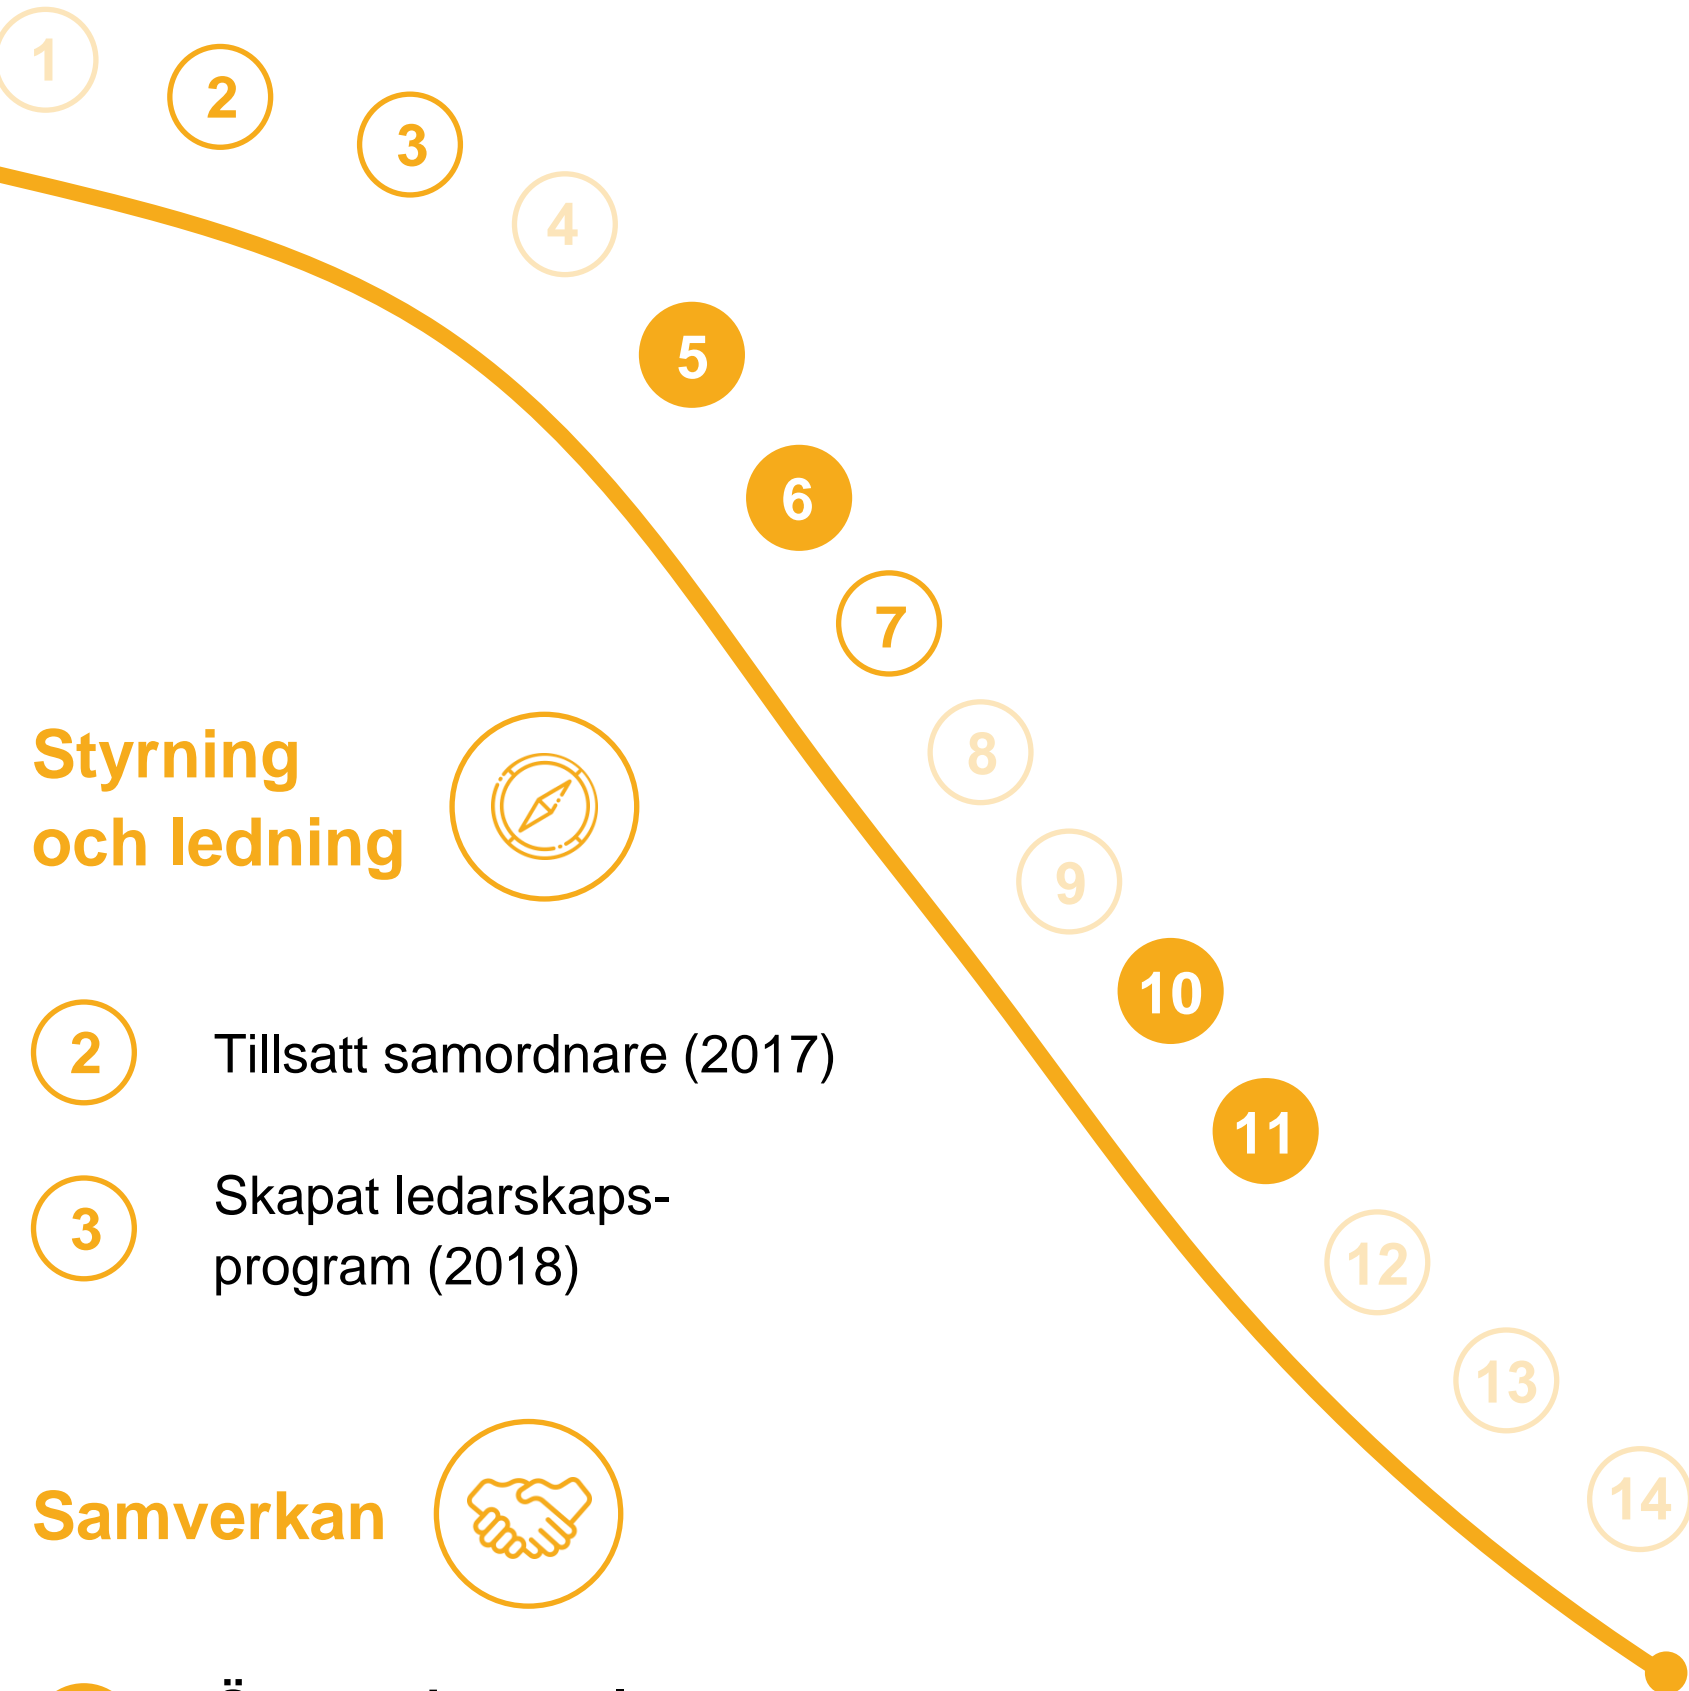 1
2
3
4
5
6
7
8
9
10
11
12
13
14
Styrning
och ledning
2 Tillsatt samordnare (2017)
3 Skapat ledarskaps-
program (2018)
Samverkan